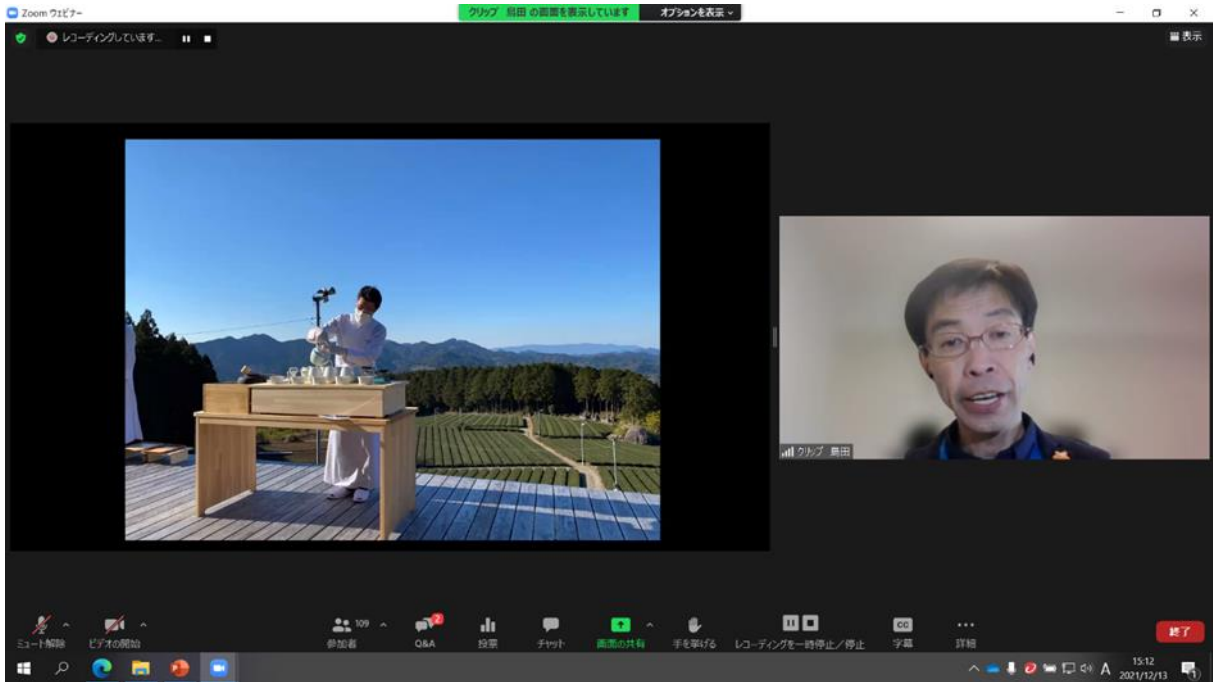 Zoom ウェビナー
クリップ 島田 の画面を表示しています
オプションを表示
レコーディングしています...
表示
クリップ 島田
ミュート解除
ビデオの開始
109
参加者
2
Q&A
投票
チャット
画面の共有
手を挙げる
レコーディングを一時停止/停止
CC
字幕
詳細
終了
A
15:12
2021/12/13
1